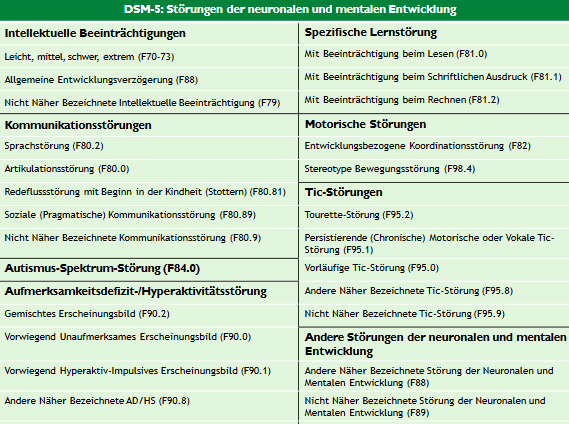 DSM-5: Störungen der neuronalen und mentalen Entwicklung
Intellektuelle Beeinträchtigungen
Leicht, mittel, schwer, extrem (F70-73)
Allgemeine Entwicklungsverzögerung (F88)
Nicht Näher Bezeichnete Intellektuelle Beeinträchtigung (F79)
Kommunikationsstörungen
Sprachstörung (F80.2)
Artikulationsstörung (F80.0)
Redeflussstörung mit Beginn in der Kindheit (Stottern) (F80.81)
Soziale (Pragmatische) Kommunikationsstörung (F80.89)
Nicht Näher Bezeichnete Kommunikationsstörung (F80.9)
Autismus-Spektrum-Störung (F84.0)
Aufmerksamkeitsdefizit-/Hyperaktivitätsstörung
Gemischtes Erscheinungsbild (F90.2)
Vorwiegend Unaufmerksames Erscheinungsbild (F90.0)
Vorwiegend Hyperaktiv-Impulsives Erscheinungsbild (F90.1)
Andere Näher Bezeichnete AD/HS (F90.8)
Spezifische Lernstörung
Mit Beeinträchtigung beim Lesen (F81.0)
Mit Beeinträchtigung beim Schriftlichen Ausdruck (F81.1)
Mit Beeinträchtigung beim Rechnen (F81.2)
Motorische Störungen
Entwicklungsbezogene Koordinationsstörung (F82)
Stereotype Bewegungsstörung (F98.4)
Tic-Störungen
Tourette-Störung (F95.2)
Persistierende (Chronische) Motorische oder Vokale Tic-
Störung (F95.1)
Vorläufige Tic-Störung (F95.0)
Andere Näher Bezeichnete Tic-Störung (F95.8)
Nicht Näher Bezeichnete Tic-Störung (F95.9)
Andere Störungen der neuronalen und mentalen
Entwicklung
Andere Näher Bezeichnete Störung der Neuronalen und
Mentalen Entwicklung (F88)
Nicht Näher Bezeichnete Störung der Neuronalen und
Mentalen Entwicklung (F89)